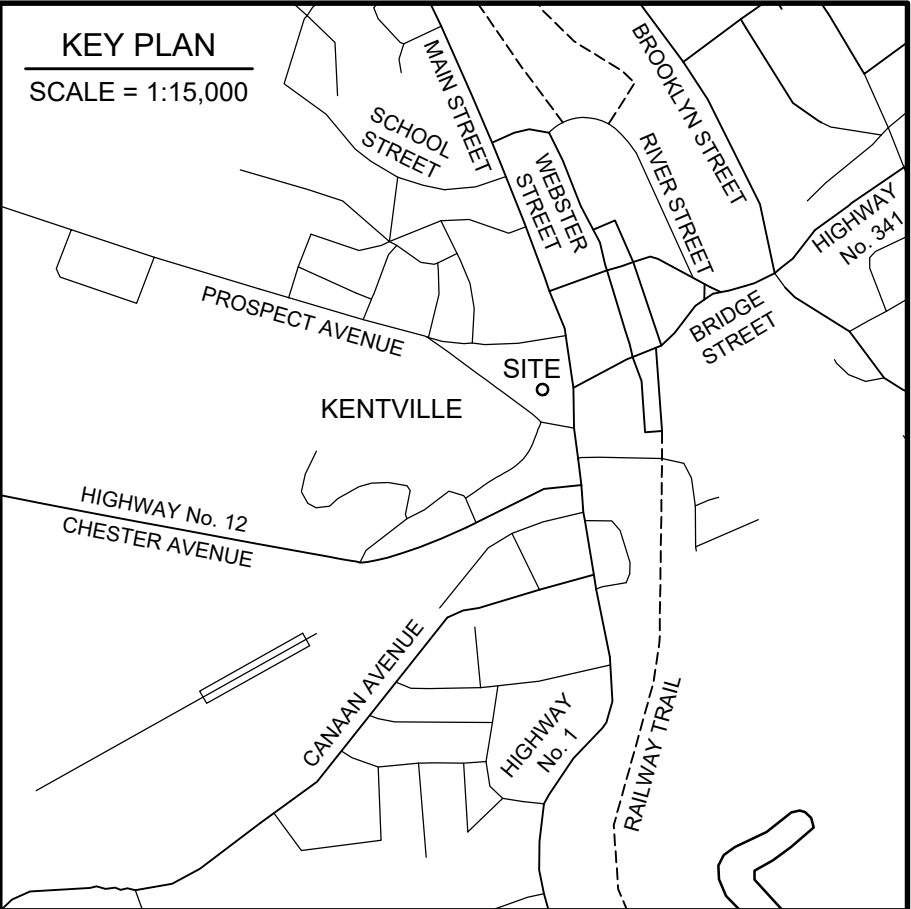 KEY PLAN
SCALE = 1:15,000
MAIN STREET
SCHOOL
STREET
BROOKLYN STREET
WEBSTER
STREET
RIVER STREET
HIGHWAY
No. 341
PROSPECT AVENUE
BRIDGE
STREET
SITE
KENTVILLE
HIGHWAY No. 12
CHESTER AVENUE
CANAAN AVENUE
HIGHWAY
No. 1
RAILWAY TRAIL